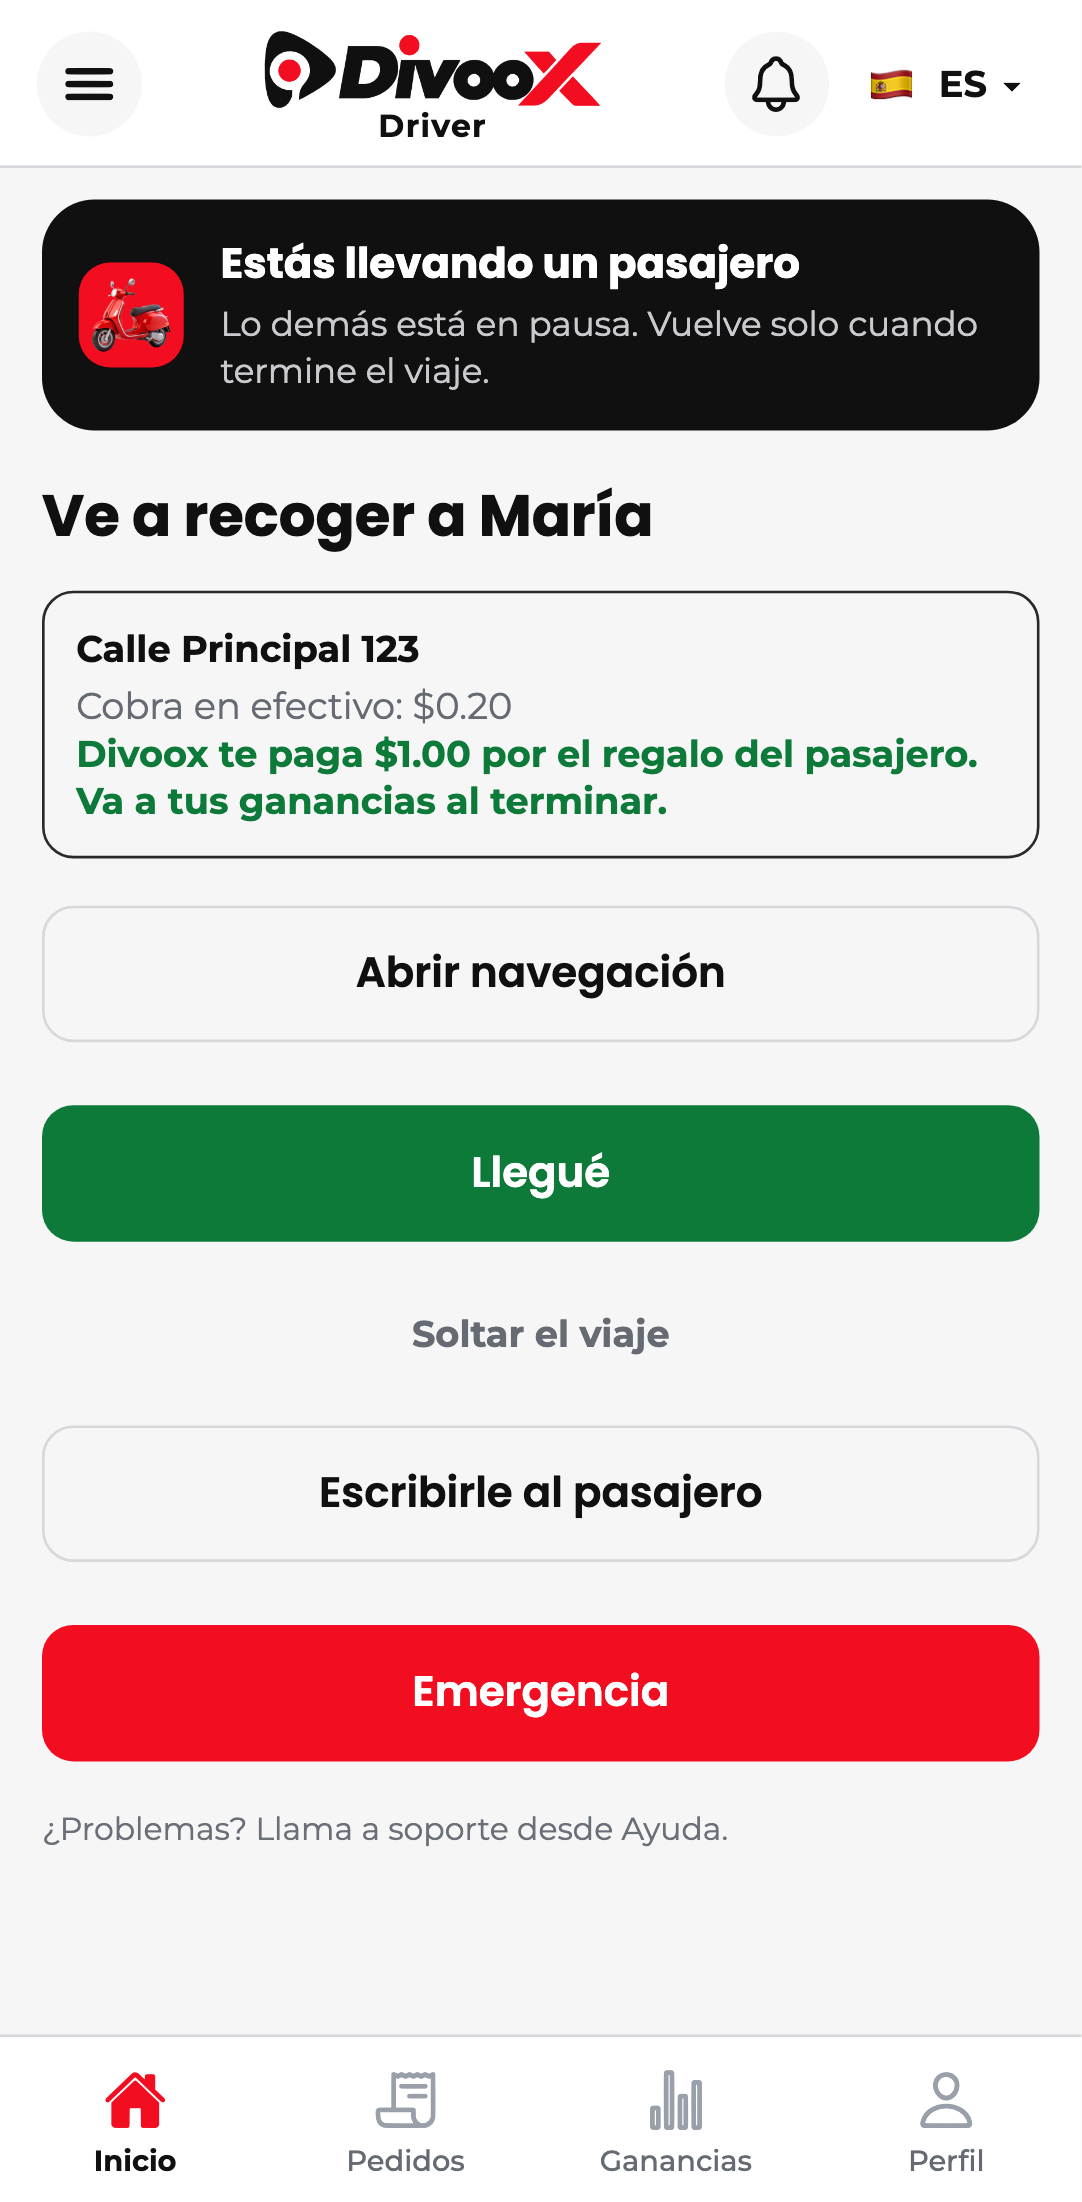 DivooX
Driver
ES
Estás llevando un pasajero
Lo demás está en pausa. Vuelve solo cuando
termine el viaje.
Ve a recoger a María
Calle Principal 123
Cobra en efectivo: $0.20
Divoox te paga $1.00 por el regalo del pasajero.
Va a tus ganancias al terminar.
Abrir navegación
Llegué
Soltar el viaje
Escribirle al pasajero
Emergencia
¿Problemas? Llama a soporte desde Ayuda.
Inicio
Pedidos
Ganancias
Perfil